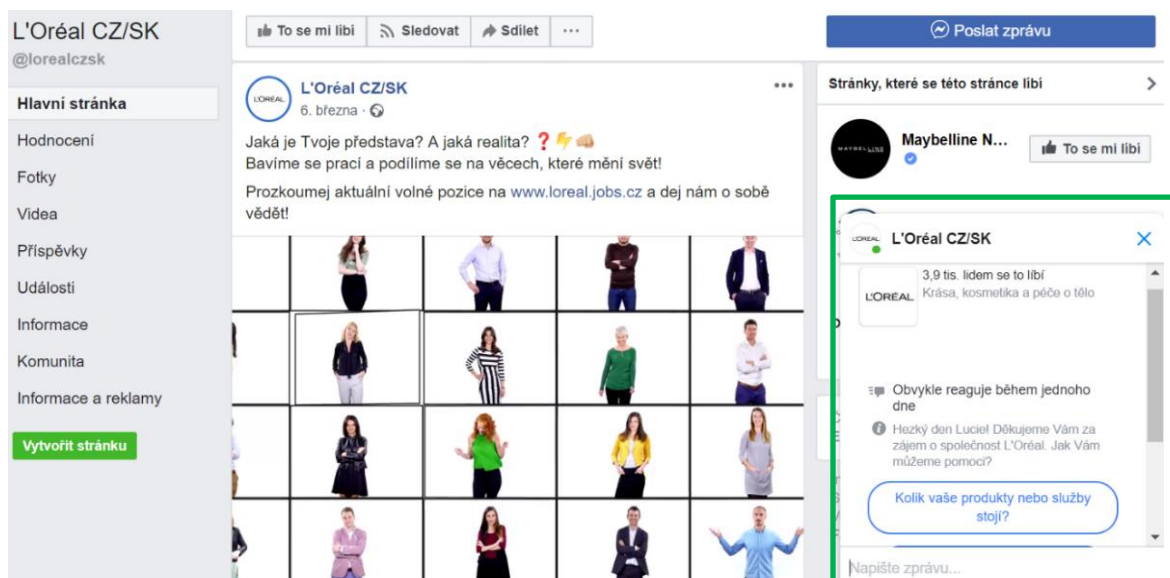 L'Oréal CZ/SK
@lorealczsk
Hlavní stránka
Hodnocení
Fotky
Videa
Příspěvky
Události
Informace
Komunita
Informace a reklamy
Vytvořit stránku
To se mi líbí
Sledovat
Sdílet
L'ORÉAL
L'Oréal CZ/SK
6. března ·
Jaká je Tvoje představa? A jaká realita? ❓⚡👊
Bavíme se prací a podílíme se na věcech, které mění svět!
Prozkoumej aktuální volné pozice na www.loreal.jobs.cz a dej nám o sobě
vědět!
Poslat zprávu
Stránky, které se této stránce líbí
MAYBELLINE
Maybelline N...
To se mi líbí
L'ORÉAL
L'Oréal CZ/SK
L'ORÉAL
3,9 tis. lidem se to líbí
Krása, kosmetika a péče o tělo
Obvykle reaguje během jednoho
dne
Hezký den Lucie! Děkujeme Vám za
zájem o společnost L'Oréal. Jak Vám
můžeme pomoci?
Kolik vaše produkty nebo služby
stojí?
Napište zprávu...